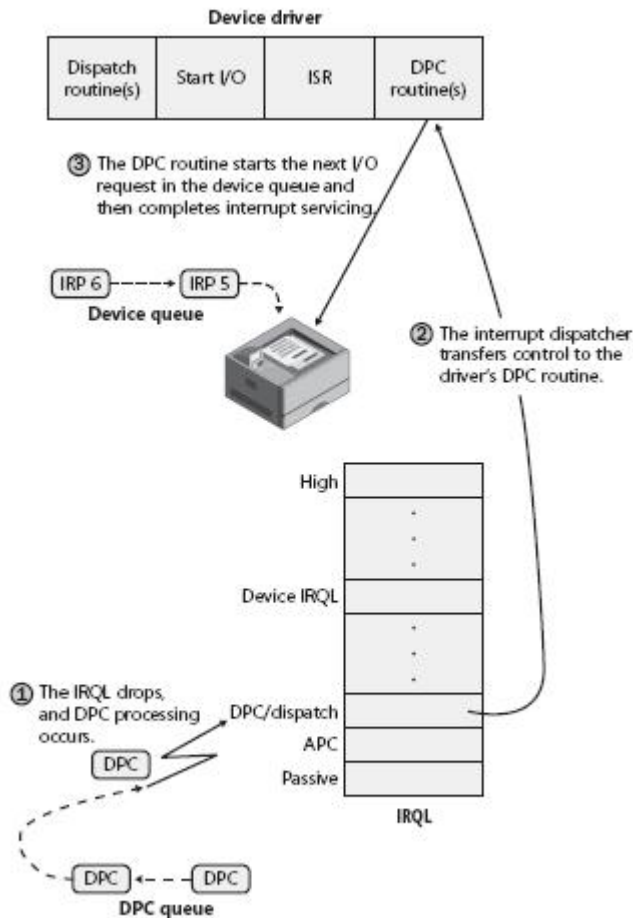 Device driver
Dispatch
routine(s)
Start I/O
ISR
DPC
routine(s)
3 The DPC routine starts the next I/O
request in the device queue and
then completes interrupt servicing.
IRP 6
IRP 5
Device queue
2 The interrupt dispatcher
transfers control to the
driver's DPC routine.
High
Device IRQL
1 The IRQL drops,
and DPC processing
occurs.
DPC/dispatch
DPC
APC
Passive
IRQL
DPC
DPC
DPC queue